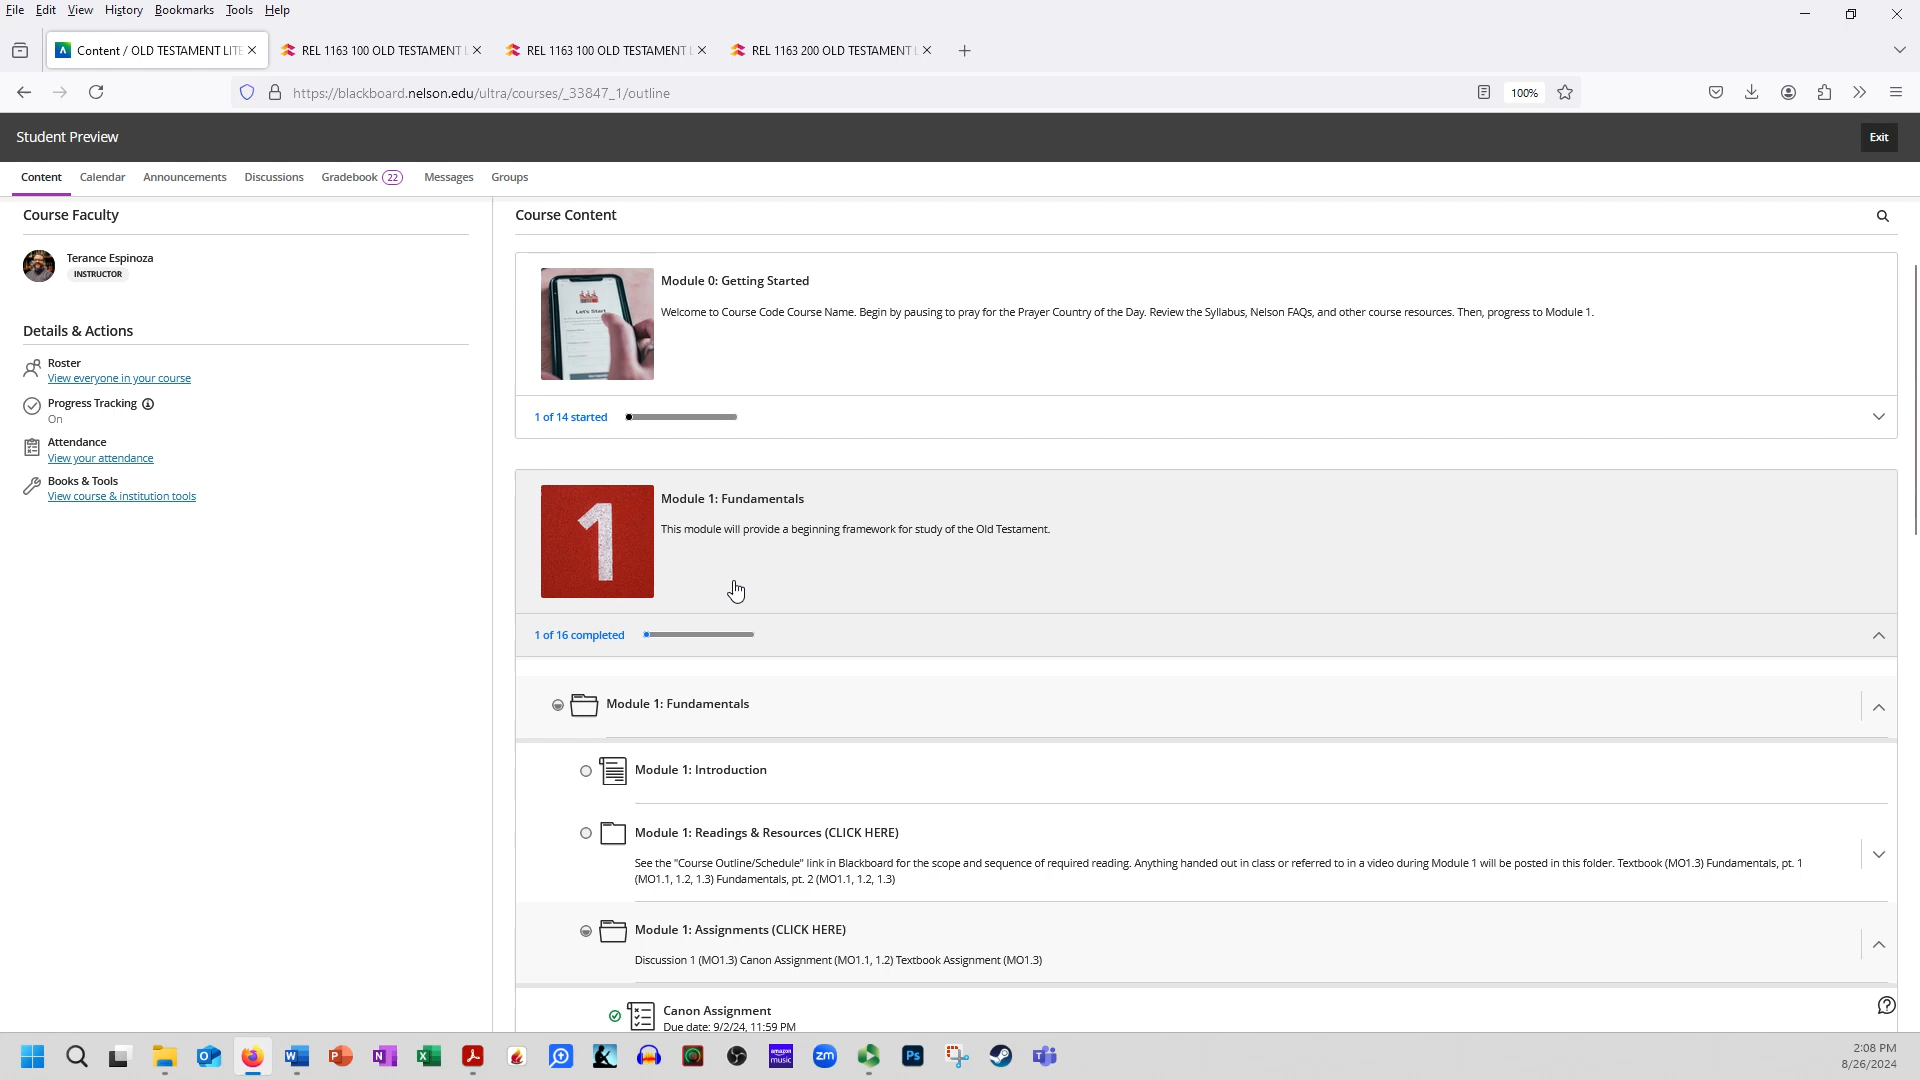 File Edit View History Bookmarks Tools Help
Content / OLD TESTAMENT LITE
REL 1163 100 OLD TESTAMENT L
REL 1163 100 OLD TESTAMENT L
REL 1163 200 OLD TESTAMENT L
https://blackboard.nelson.edu/ultra/courses/_33847_1/outline
100%
Student Preview
Exit
Content Calendar Announcements Discussions Gradebook 22 Messages Groups
Course Faculty
Terance Espinoza
INSTRUCTOR
Details & Actions
Roster
View everyone in your course
Progress Tracking
On
Attendance
View your attendance
Books & Tools
View course & institution tools
Course Content
Let's Start
Module 0: Getting Started
Welcome to Course Code Course Name. Begin by pausing to pray for the Prayer Country of the Day. Review the Syllabus, Nelson FAQs, and other course resources. Then, progress to Module 1.
1 of 14 started
1
Module 1: Fundamentals
This module will provide a beginning framework for study of the Old Testament.
1 of 16 completed
Module 1: Fundamentals
Module 1: Introduction
Module 1: Readings & Resources (CLICK HERE)
See the "Course Outline/Schedule" link in Blackboard for the scope and sequence of required reading. Anything handed out in class or referred to in a video during Module 1 will be posted in this folder. Textbook (MO1.3) Fundamentals, pt. 1
(MO1.1, 1.2, 1.3) Fundamentals, pt. 2 (MO1.1, 1.2, 1.3)
Module 1: Assignments (CLICK HERE)
Discussion 1 (MO1.3) Canon Assignment (MO1.1, 1.2) Textbook Assignment (MO1.3)
Canon Assignment
Due date: 9/2/24, 11:59 PM
amazon music
zm
Ps
2:08 PM
8/26/2024